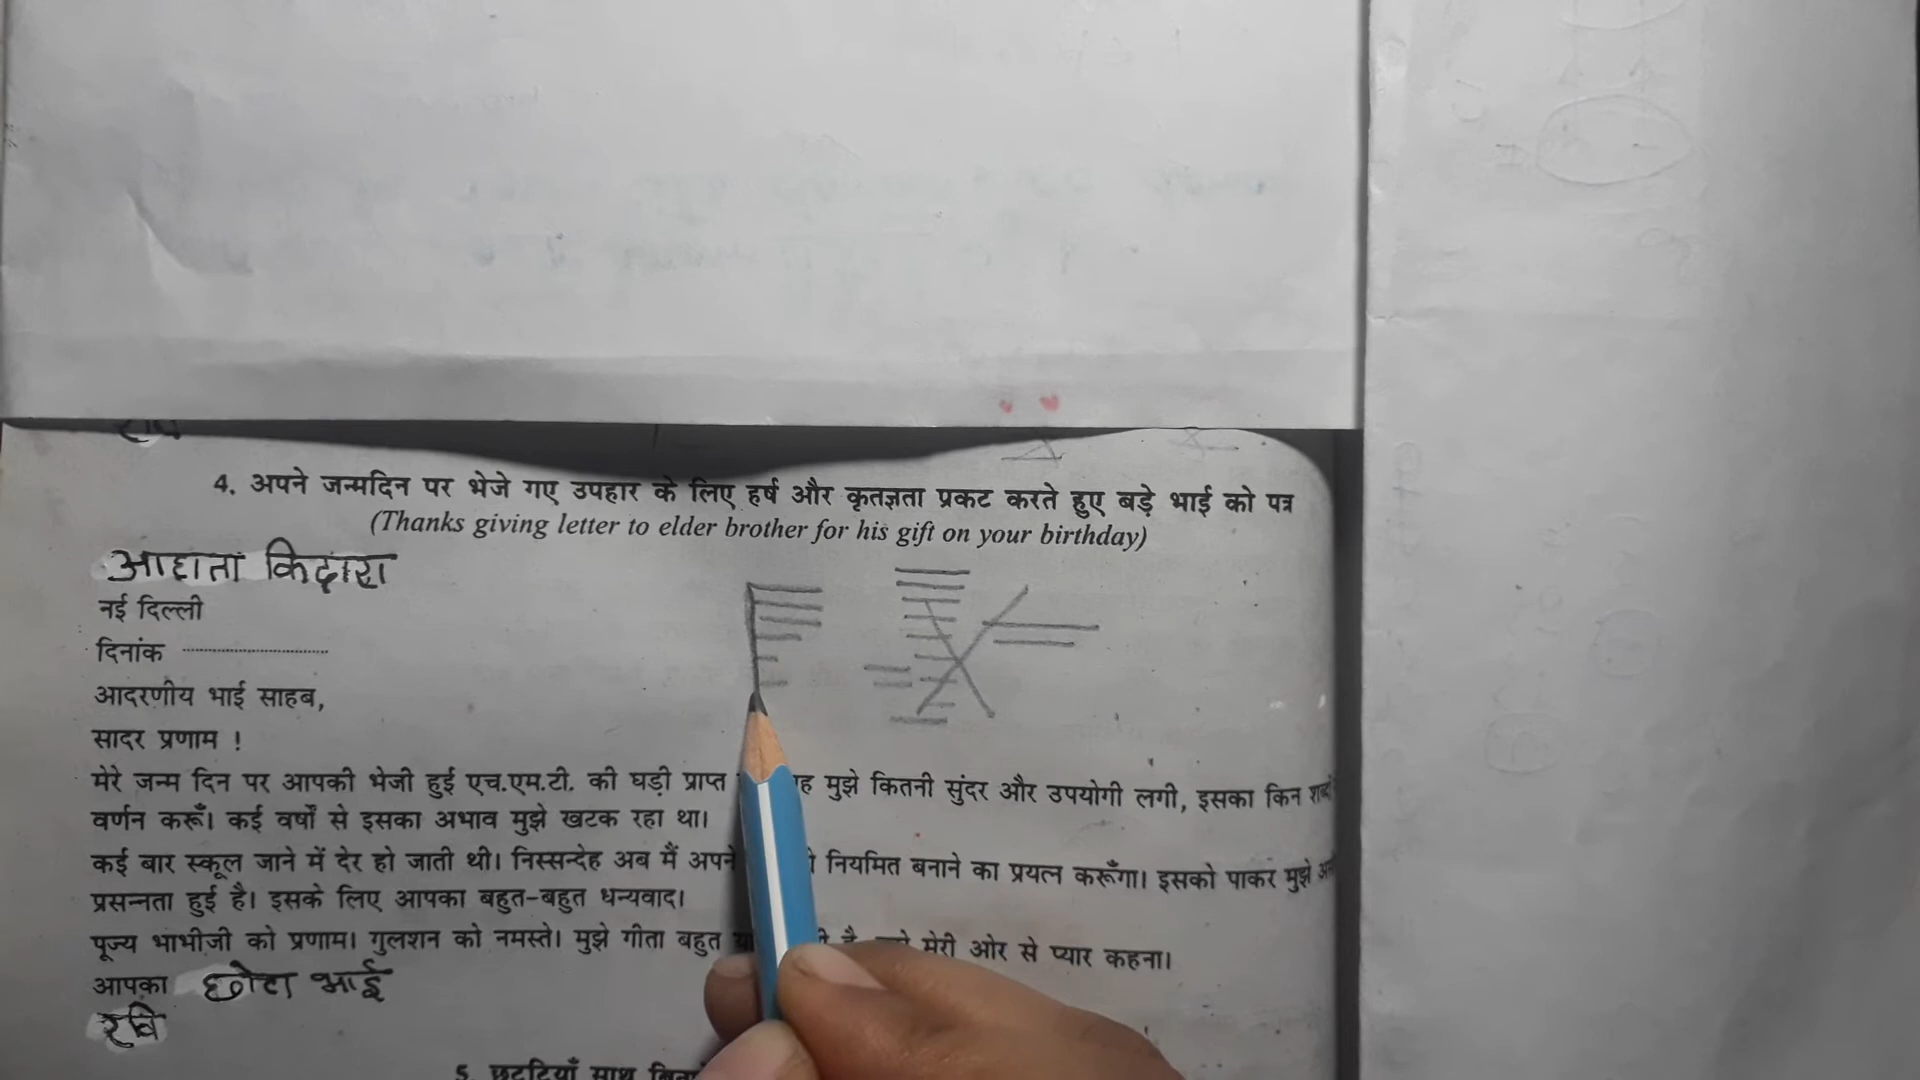 4. अपने जन्मदिन पर भेजे गए उपहार के लिए हर्ष और कृतज्ञता प्रकट करते हुए बड़े भाई को पत्र
(Thanks giving letter to elder brother for his gift on your birthday)
आहाता किदारा
नई दिल्ली
दिनांक ................................
आदरणीय भाई साहब,
सादर प्रणाम !
मेरे जन्म दिन पर आपकी भेजी हुई एच.एम.टी. की घड़ी प्राप्त मुझे कितनी सुंदर और उपयोगी लगी, इसका किन
वर्णन करूँ। कई वर्षों से इसका अभाव मुझे खटक रहा था।
कई बार स्कूल जाने में देर हो जाती थी। निस्सन्देह अब मैं अपने नियमित बनाने का प्रयत्न करूँगा। इसको पाकर मुझे
प्रसन्नता हुई है। इसके लिए आपका बहुत-बहुत धन्यवाद।
पूज्य भाभीजी को प्रणाम। गुलशन को नमस्ते। मुझे गीता बहुत मेरी ओर से प्यार कहना।
आपका छोटा भाई
रवि
5. छुट्टियाँ साथ